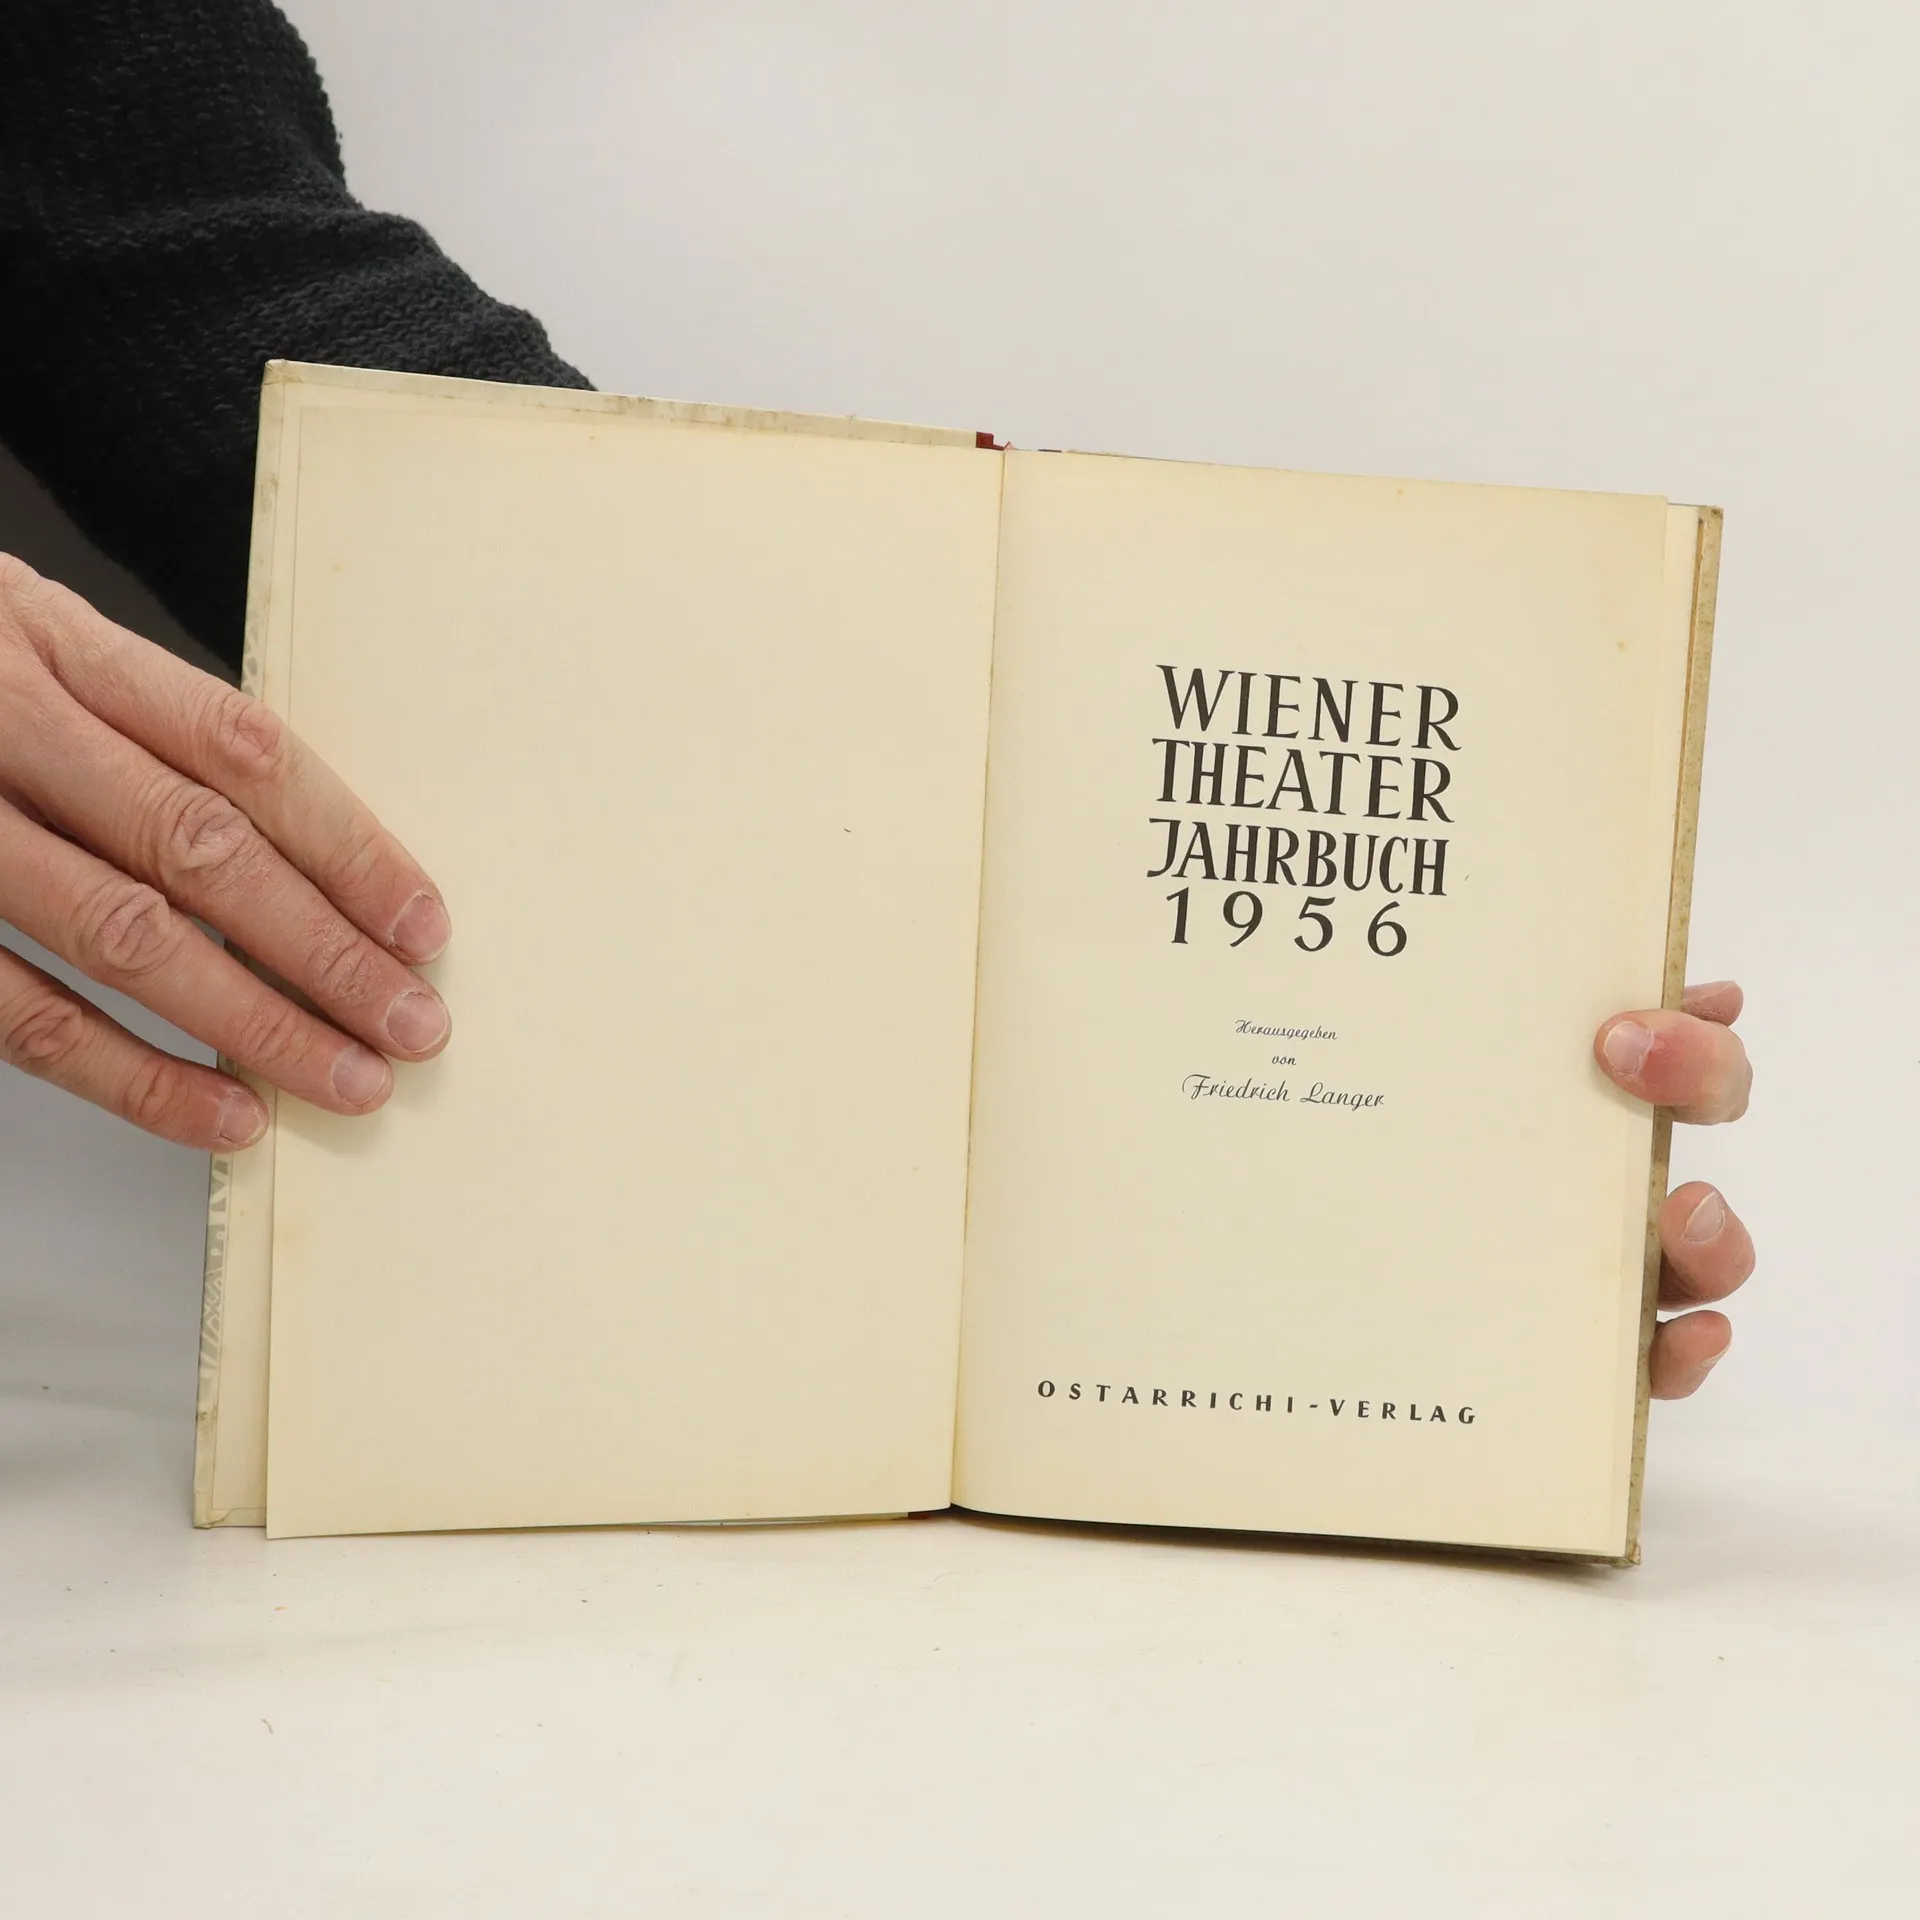 WIENER
THEATER
JAHRBUCH
1956
Herausgegeben
von
Friedrich Langer
OSTARRICHI-VERLAG